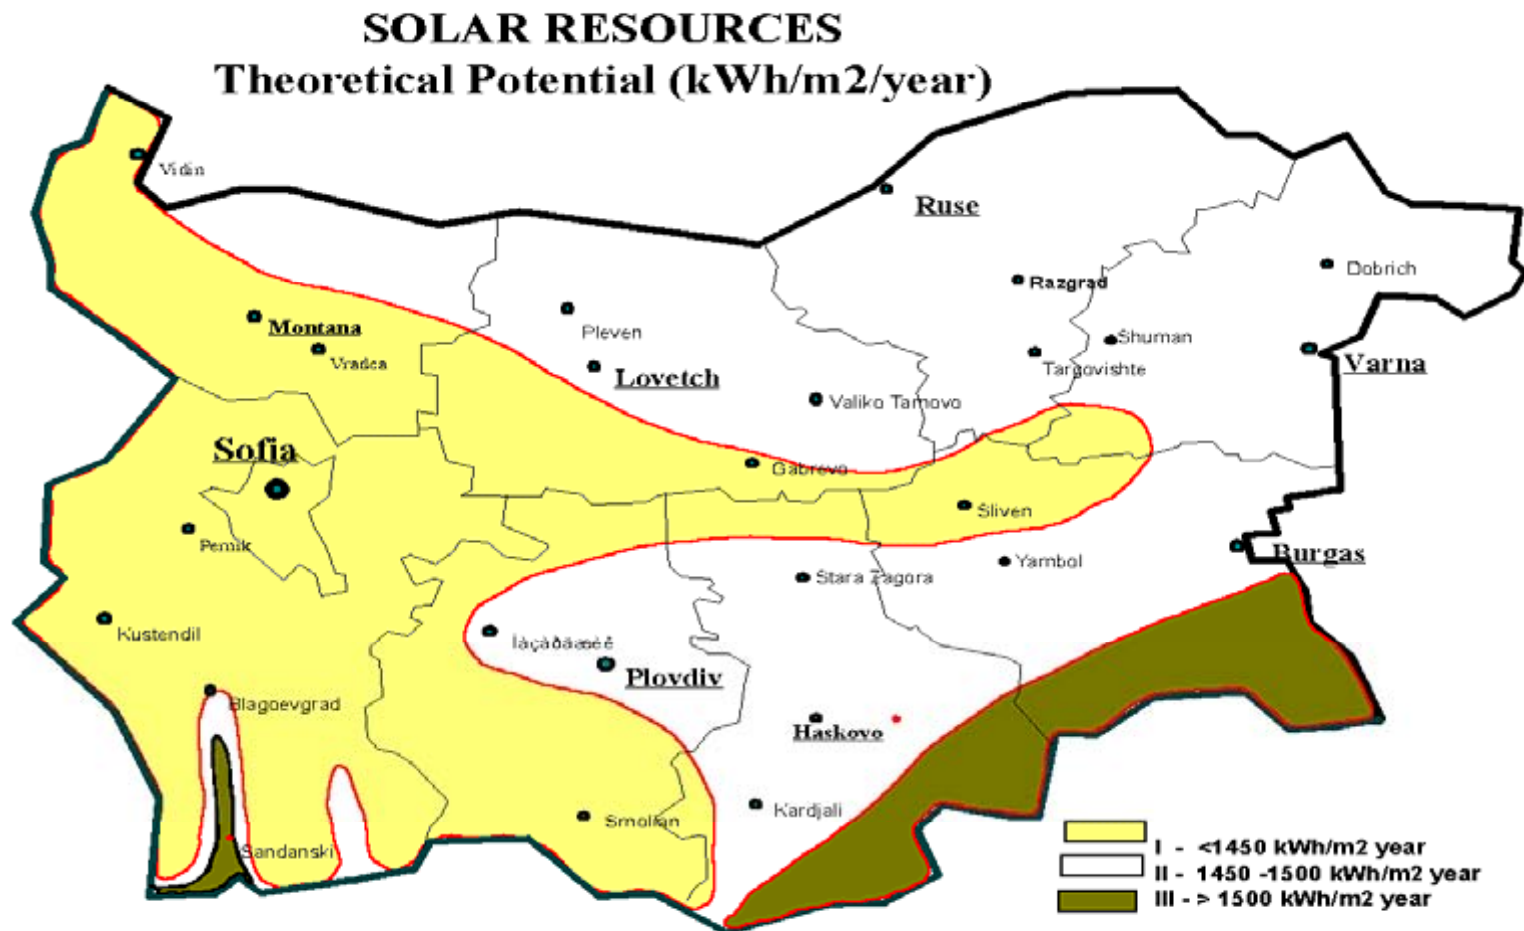 SOLAR RESOURCES
Theoretical Potential (kWh/m2/year)
Vidin
Ruse
Razgrad
Dobrich
Montana
Pleven
Shuman
Vratca
Lovetch
Targovishte
Varna
Valiko Tarnovo
Sofia
Gabrevo
Sliven
Pernik
Burgas
Yambol
Stara Zagora
Kustendil
Ïàçàðäæèê
Plovdiv
Blagoevgrad
Haskovo
Kardjali
Smolian
Sandanski
I - <1450 kWh/m2 year
II - 1450 -1500 kWh/m2 year
III - > 1500 kWh/m2 year